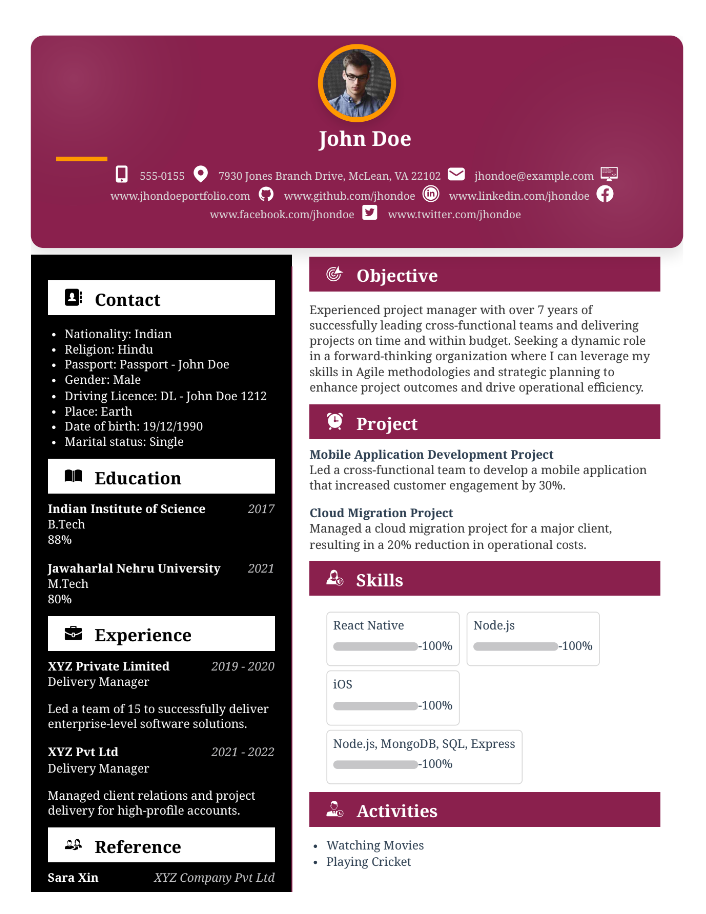 John Doe
555-0155 7930 Jones Branch Drive, McLean, VA 22102 jhondoe@example.com
www.jhondoeportfolio.com www.github.com/jhondoe www.linkedin.com/jhondoe
www.facebook.com/jhondoe www.twitter.com/jhondoe
Contact
• Nationality: Indian
• Religion: Hindu
• Passport: Passport - John Doe
• Gender: Male
• Driving Licence: DL - John Doe 1212
• Place: Earth
• Date of birth: 19/12/1990
• Marital status: Single
Education
Indian Institute of Science 2017
B.Tech
88%
Jawaharlal Nehru University 2021
M.Tech
80%
Experience
XYZ Private Limited 2019 - 2020
Delivery Manager
Led a team of 15 to successfully deliver
enterprise-level software solutions.
XYZ Pvt Ltd 2021 - 2022
Delivery Manager
Managed client relations and project
delivery for high-profile accounts.
Reference
Sara Xin XYZ Company Pvt Ltd
Objective
Experienced project manager with over 7 years of
successfully leading cross-functional teams and delivering
projects on time and within budget. Seeking a dynamic role
in a forward-thinking organization where I can leverage my
skills in Agile methodologies and strategic planning to
enhance project outcomes and drive operational efficiency.
Project
Mobile Application Development Project
Led a cross-functional team to develop a mobile application
that increased customer engagement by 30%.
Cloud Migration Project
Managed a cloud migration project for a major client,
resulting in a 20% reduction in operational costs.
Skills
React Native Node.js
-100% -100%
iOS
-100%
Node.js, MongoDB, SQL, Express
-100%
Activities
• Watching Movies
• Playing Cricket